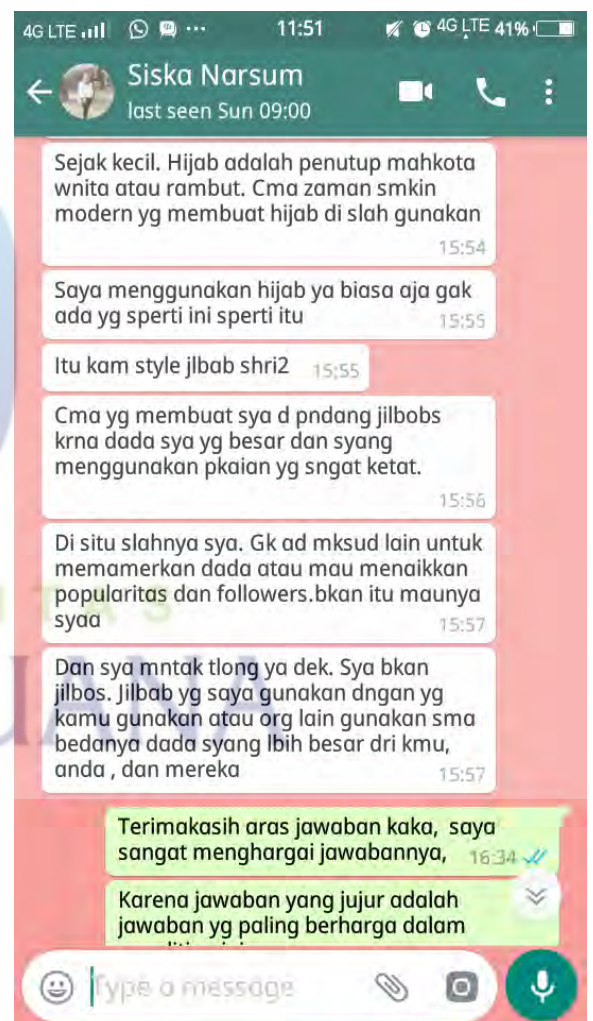 4G LTE 11:51 4G LTE 41%
Siska Narsum
last seen Sun 09:00
Sejak kecil. Hijab adalah penutup mahkota
wnita atau rambut. Cma zaman smkin
modern yg membuat hijab di slah gunakan
15:54
Saya menggunakan hijab ya biasa aja gak
ada yg sperti ini sperti itu 15:55
Itu kam style jlbab shri2 15:55
Cma yg membuat sya d pndang jilbobs
krna dada sya yg besar dan syang
menggunakan pkaian yg sngat ketat.
15:56
Di situ slahnya sya. Gk ad mksud lain untuk
memamerkan dada atau mau menaikkan
popularitas dan followers.bkan itu maunya
syaa 15:57
Dan sya mntak tlong ya dek. Sya bkan
jilbos. Jilbab yg saya gunakan dngan yg
kamu gunakan atau org lain gunakan sma
bedanya dada syang lbih besar dri kmu,
anda , dan mereka 15:57
Terimakasih aras jawaban kaka, saya
sangat menghargai jawabannya, 16:34
Karena jawaban yang jujur adalah
jawaban yg paling berharga dalam
Type a message